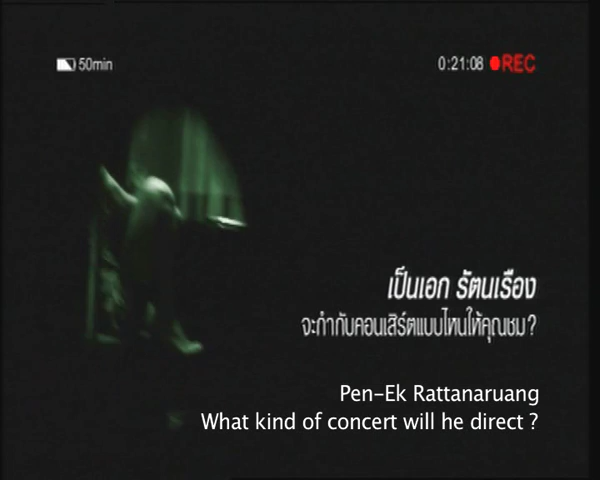 50min
0:21:08 REC
เป็นเอก รัตนเรือง
จะกำกับคอนเสิร์ตแบบไหนให้คุณชม?
Pen-Ek Rattanaruang
What kind of concert will he direct ?